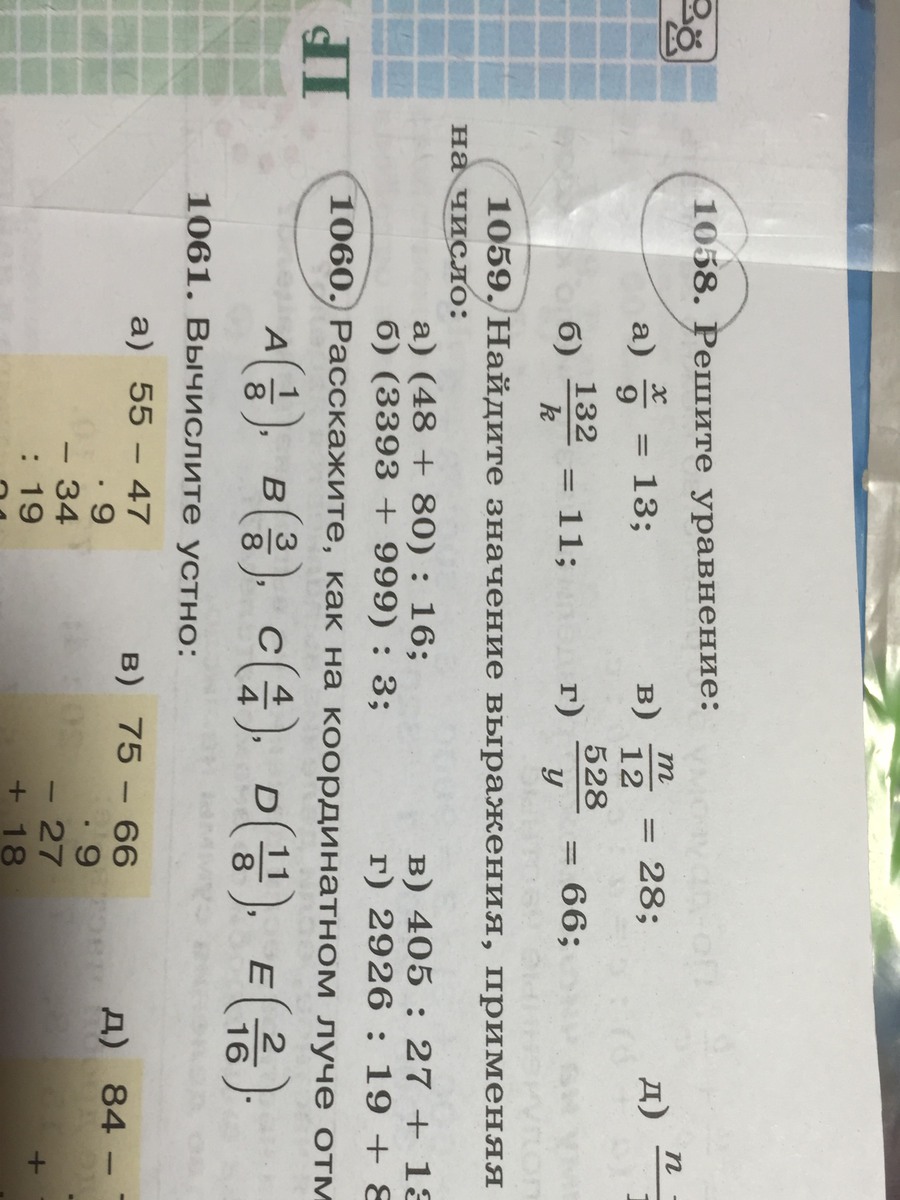 1058. Решите уравнение:
а) x/9 = 13; в) m/12 = 28; д) n
б) 132/k = 11; г) 528/y = 66;
1059. Найдите значение выражения, применяя
на число:
а) (48 + 80) : 16; в) 405 : 27 + 13
б) (3393 + 999) : 3; г) 2926 : 19 + 8
1060. Расскажите, как на координатном луче отм
A(1/8), B(3/8), C(4/4), D(11/8), E(2/16).
1061. Вычислите устно:
а) 55 – 47 в) 75 – 66 д) 84 –
· 9 · 9
– 34 – 27 +
: 19 + 18